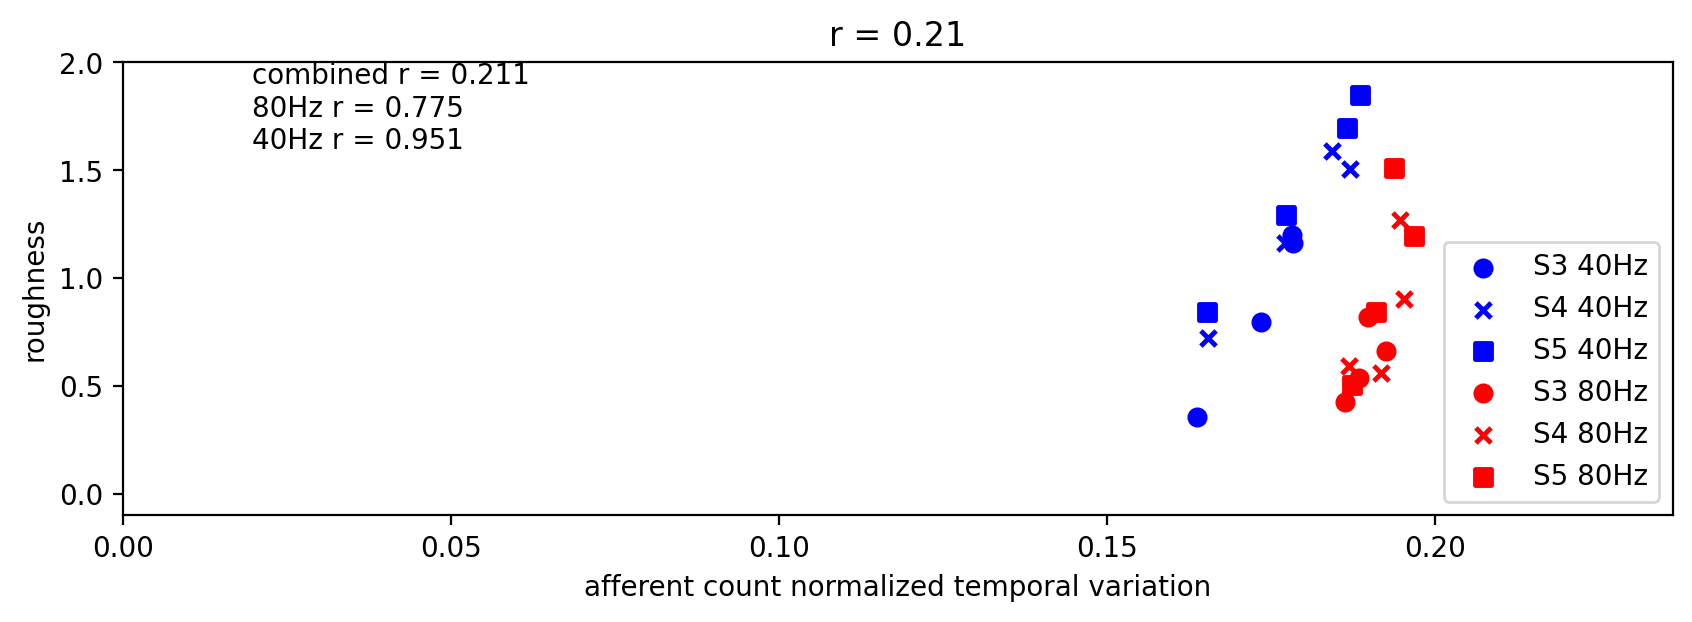 r = 0.21
combined r = 0.211
80Hz r = 0.775
40Hz r = 0.951
2.0
1.5
1.0
0.5
0.0
roughness
S3 40Hz
S4 40Hz
S5 40Hz
S3 80Hz
S4 80Hz
S5 80Hz
0.00 0.05 0.10 0.15 0.20
afferent count normalized temporal variation